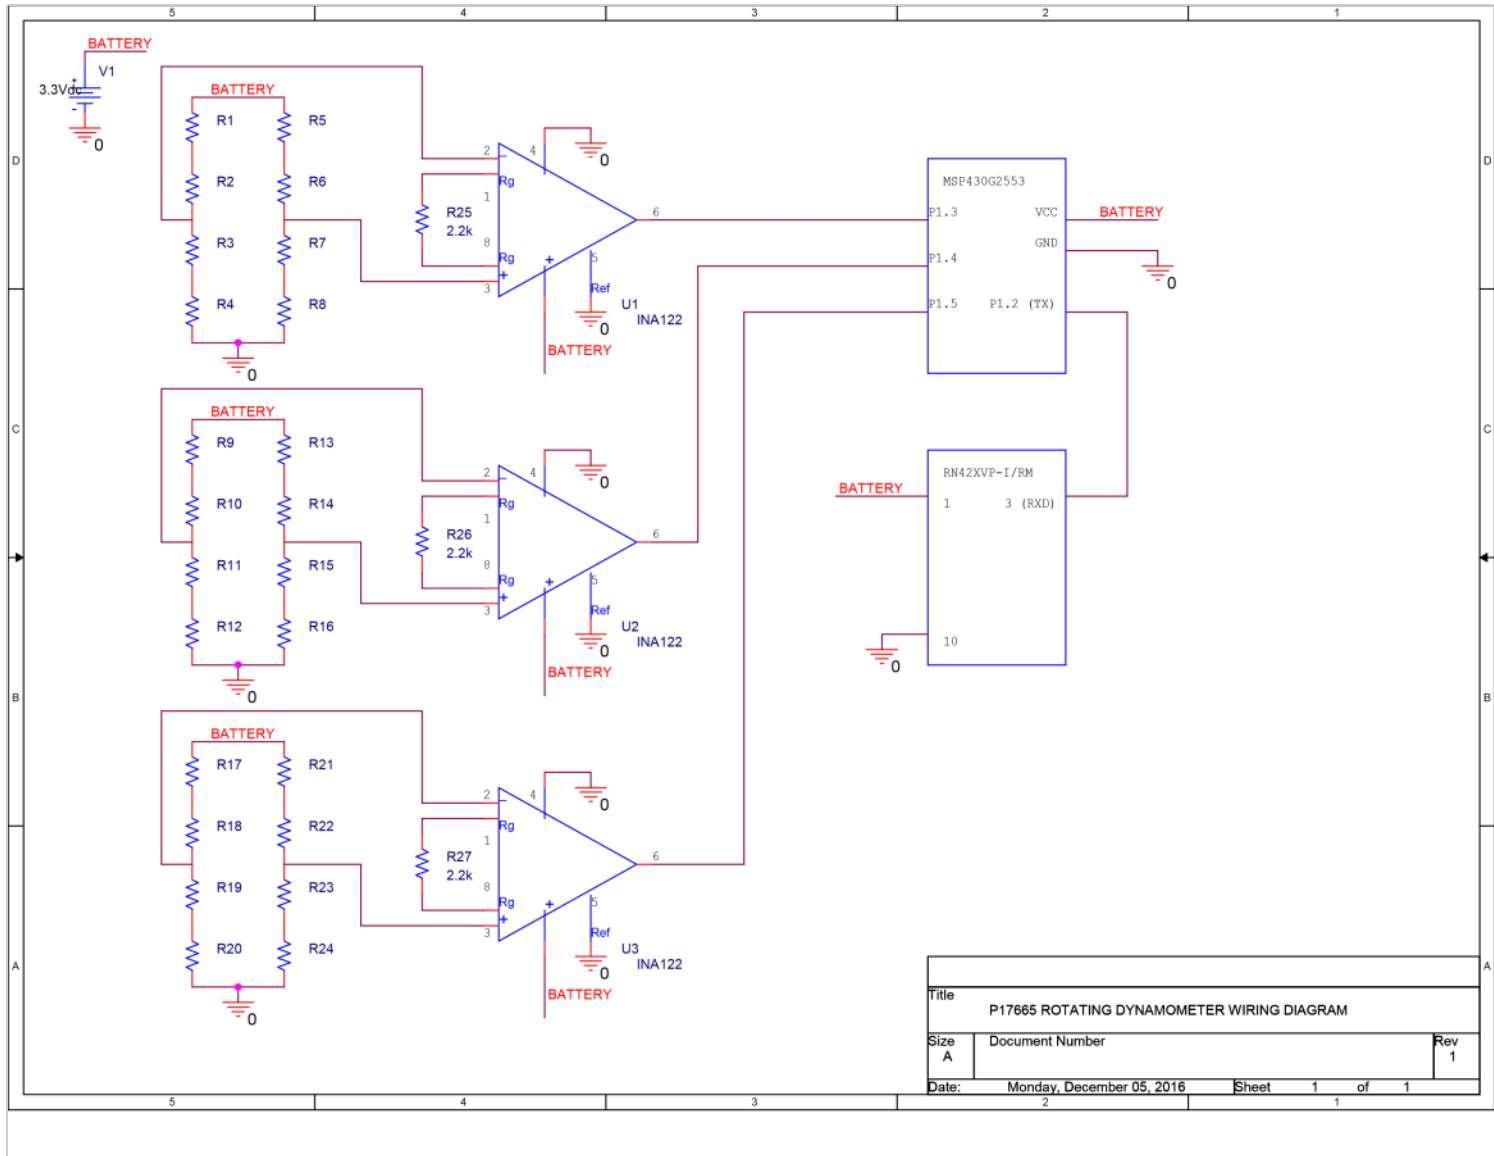 5 4 3 2 1
BATTERY
V1
3.3Vdc
+
-
0
D
D
BATTERY
R1 R5
R2 R6
R3 R7
R4 R8
0
2
4
0
Rg
1
R25
2.2k
8
Rg
3
6
5
Ref
0
U1
INA122
BATTERY
MSP430G2553
P1.3 VCC
BATTERY
GND
P1.4
0
P1.5 P1.2 (TX)
C
C
BATTERY
R9 R13
R10 R14
R11 R15
R12 R16
0
2
4
0
Rg
1
R26
2.2k
8
Rg
3
6
5
Ref
0
U2
INA122
BATTERY
RN42XVP-I/RM
BATTERY
1 3 (RXD)
10
0
B
B
BATTERY
R17 R21
R18 R22
R19 R23
R20 R24
0
2
4
0
Rg
1
R27
2.2k
8
Rg
3
6
5
Ref
0
U3
INA122
BATTERY
A
A
Title
P17665 ROTATING DYNAMOMETER WIRING DIAGRAM
Size Document Number Rev
A 1
Date: Monday, December 05, 2016 Sheet 1 of 1
5 4 3 2 1